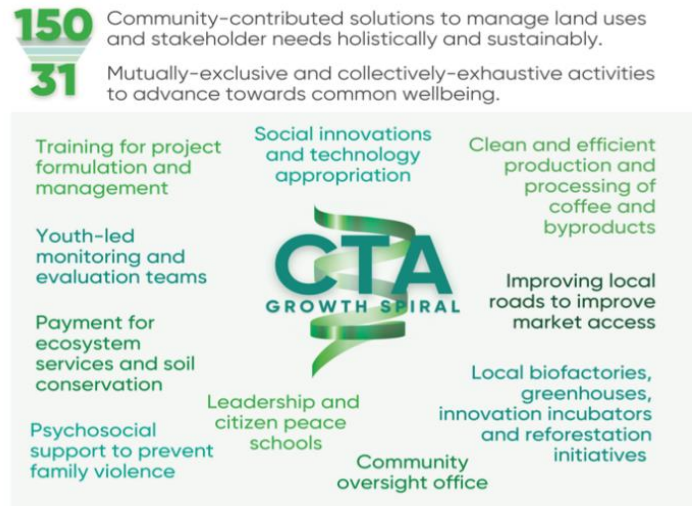 150
Community-contributed solutions to manage land uses
and stakeholder needs holistically and sustainably.
31
Mutually-exclusive and collectively-exhaustive activities
to advance towards common wellbeing.
Training for project
formulation and
management
Social innovations
and technology
appropriation
Clean and efficient
production and
processing of
coffee and
byproducts
Youth-led
monitoring and
evaluation teams
CTA
GROWTH SPIRAL
Improving local
roads to improve
market access
Payment for
ecosystem
services and soil
conservation
Local biofactories,
greenhouses,
innovation incubators
and reforestation
initiatives
Leadership and
citizen peace
schools
Psychosocial
support to prevent
family violence
Community
oversight office